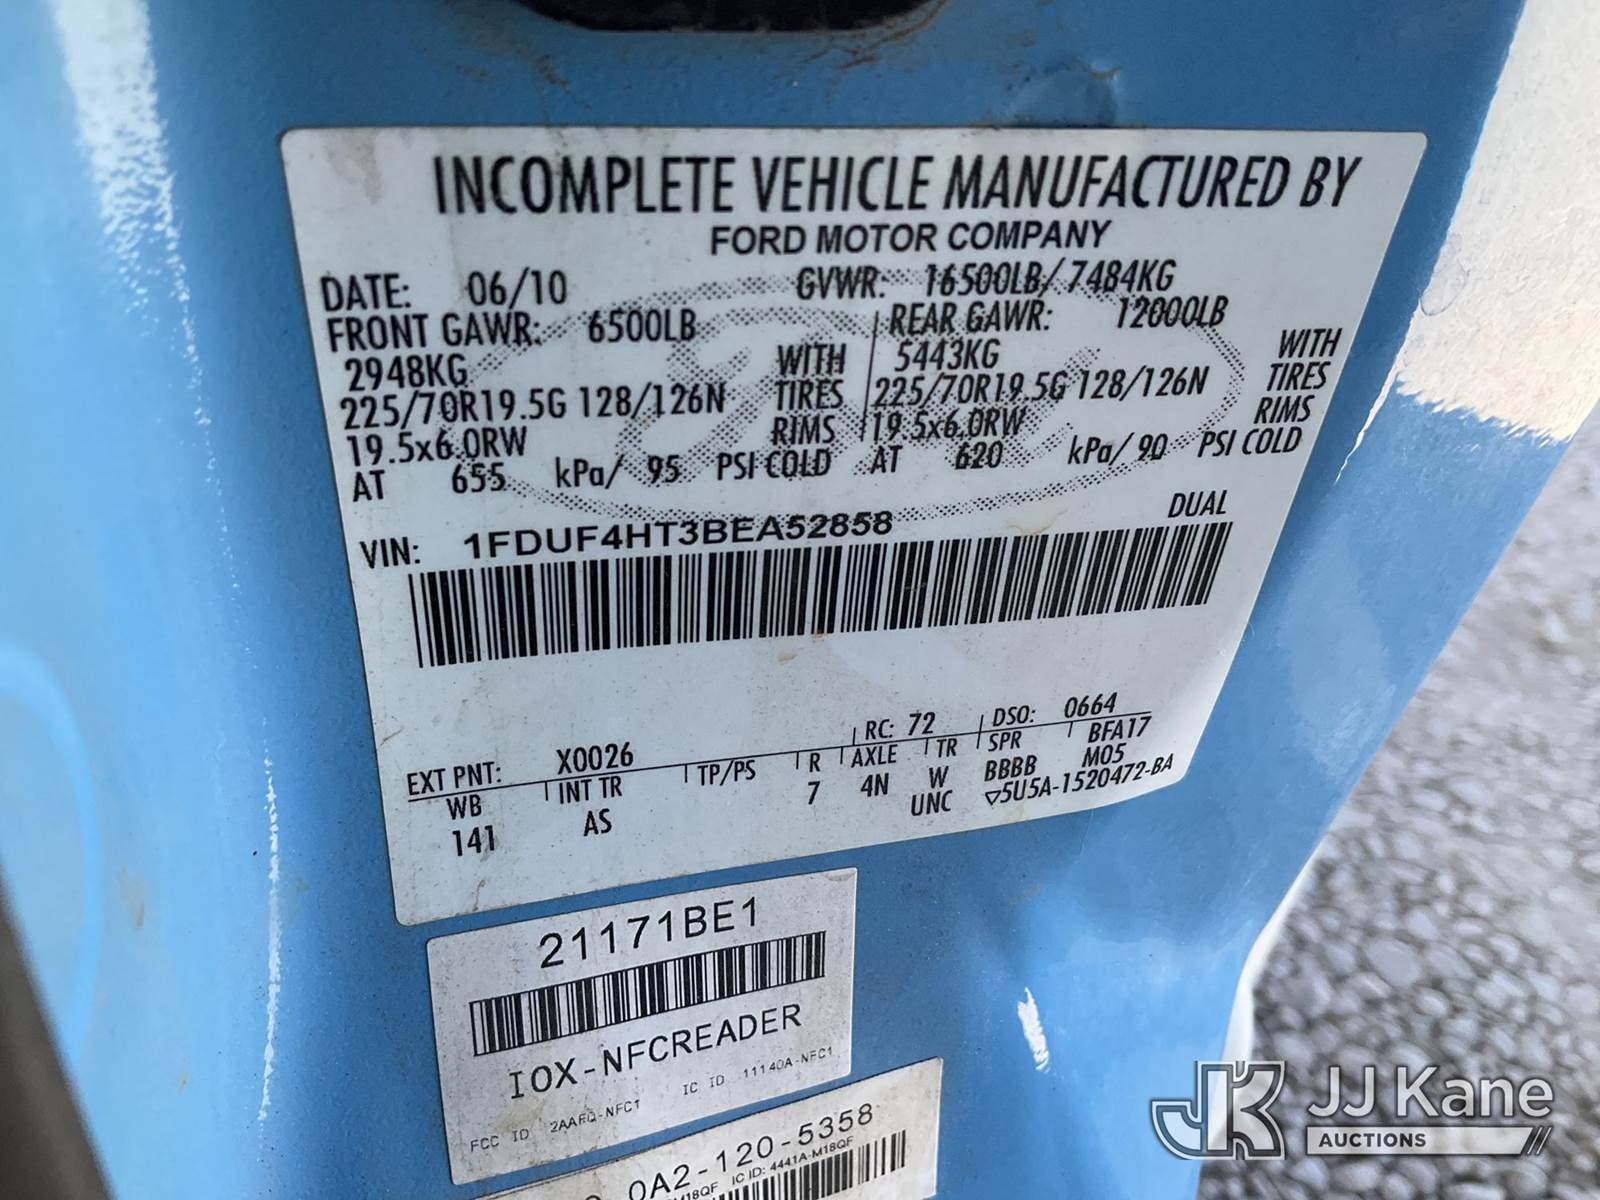 INCOMPLETE VEHICLE MANUFACTURED BY
FORD MOTOR COMPANY
DATE: 06/10 GVWR: 16500LB/ 7484KG
FRONT GAWR: 6500LB REAR GAWR: 12000LB
2948KG WITH 5443KG WITH
225/70R19.5G 128/126N TIRES 225/70R19.5G 128/126N TIRES
19.5x6.0RW RIMS 19.5x6.0RW RIMS
AT 655 kPa/ 95 PSI COLD AT 620 kPa/ 90 PSI COLD
DUAL
VIN: 1FDUF4HT3BEA52858
EXT PNT: X0026 RC: 72 DSO: 0664
WB INT TR TP/PS R AXLE TR SPR BFA17
141 AS 7 4N W BBBB M05
UNC ▽5U5A-1520472-BA
21171BE1
IOX-NFCREADER
FCC ID 2AAFQ-NFC1 IC ID 11140A-NFC1
0A2-120-5358
M18QF IC ID: 4441A-M18QF
JK JJ Kane
AUCTIONS